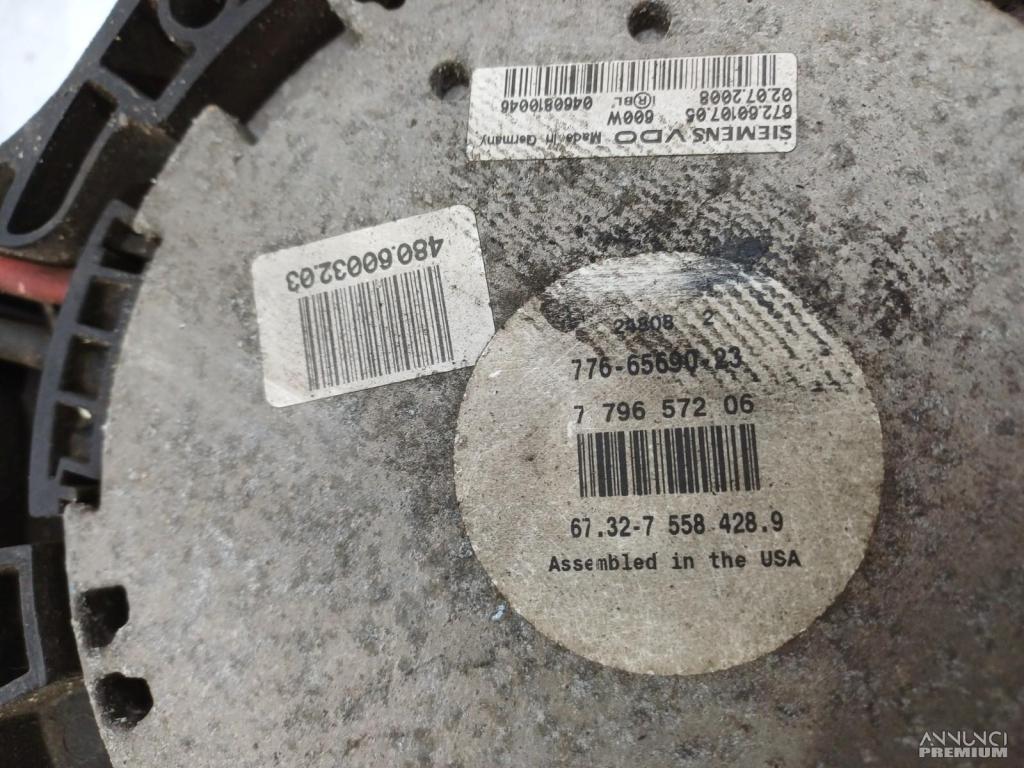 SIEMENS VDO Made in Germany
672.60107.05 600W
02.07.2008 i ®BL 0460810046
480.60032.03
24808 2
776-65690-23
7 796 572 06
67.32-7 558 428.9
Assembled in the USA
ANNUNCI
PREMIUM